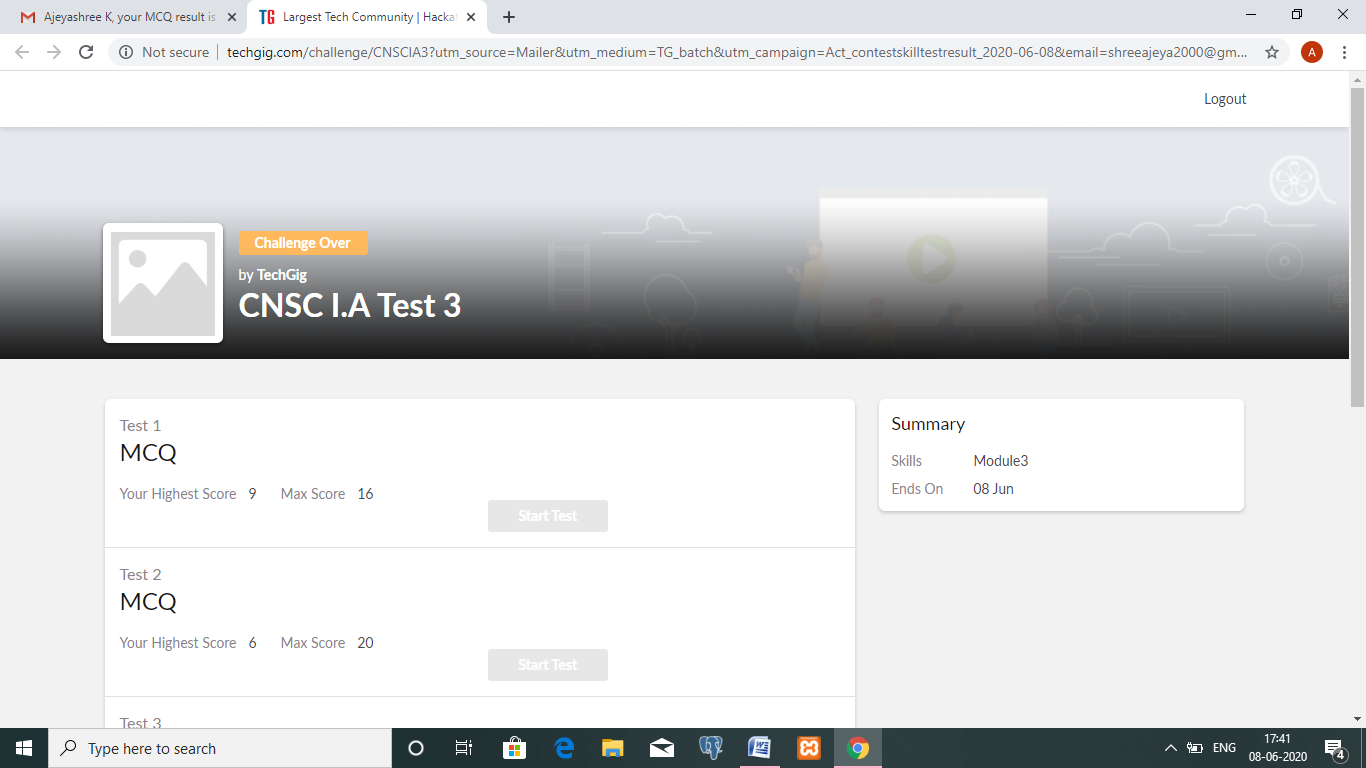 Ajeyashree K, your MCQ result is
Largest Tech Community | Hacka
Not secure
techgig.com/challenge/CNSCIA3?utm_source=Mailer&utm_medium=TG_batch&utm_campaign=Act_contestskilltestresult_2020-06-08&email=shreeajeya2000@gm...
A
Logout
Challenge Over
by TechGig
CNSC I.A Test 3
Test 1
MCQ
Your Highest Score 9 Max Score 16
Start Test
Test 2
MCQ
Your Highest Score 6 Max Score 20
Start Test
Test 3
Summary
Skills Module3
Ends On 08 Jun
Type here to search
ENG
17:41
08-06-2020
4